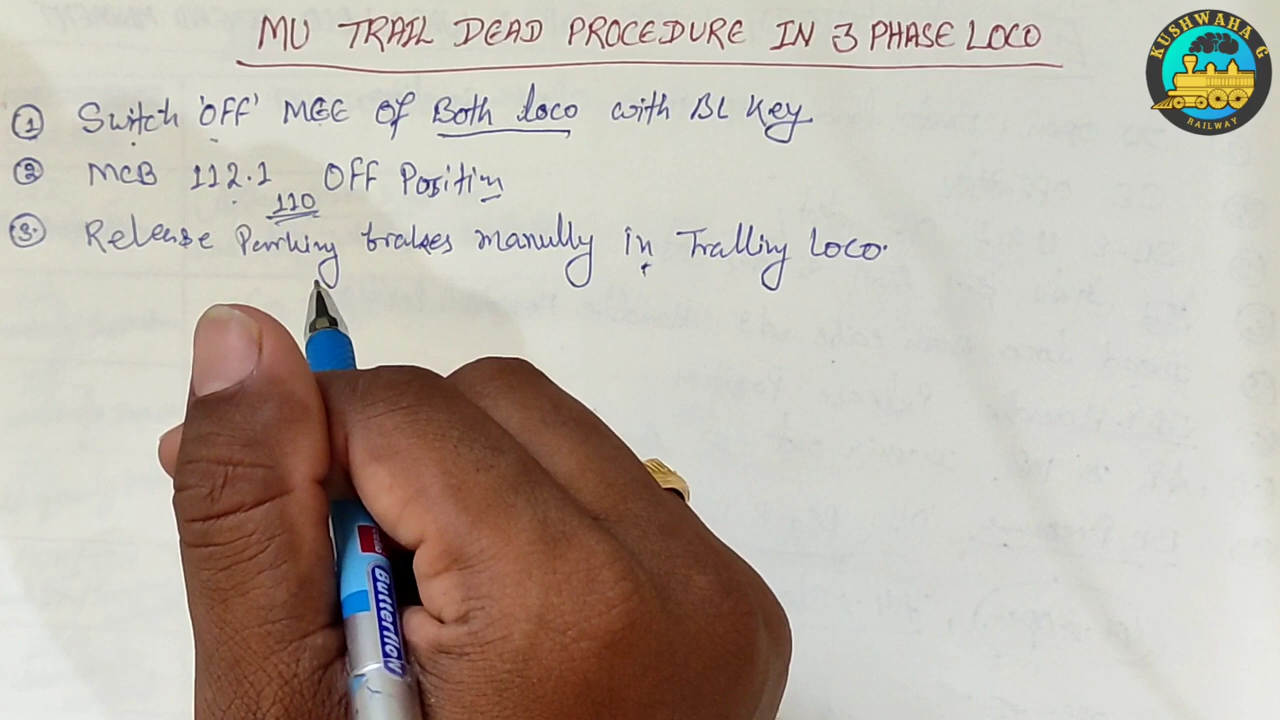 MU TRAIL DEAD PROCEDURE IN 3 PHASE LOCO
① Switch 'OFF' MCE Of Both loco with BL Key.
② MCB 112.1 OFF Position
110
③ Release Parking brakes manully in Tralling loco.
KUSHWAHA G
RAILWAY
Butterflow